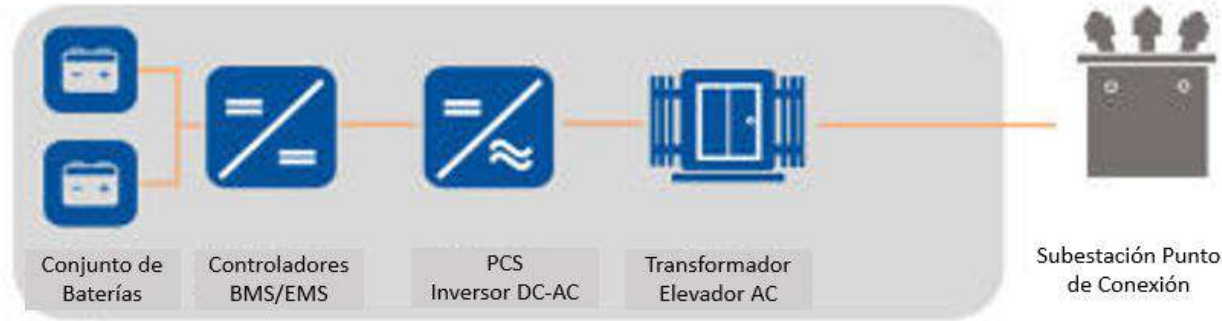 Conjunto de
Baterías
Controladores
BMS/EMS
PCS
Inversor DC-AC
Transformador
Elevador AC
Subestación Punto
de Conexión